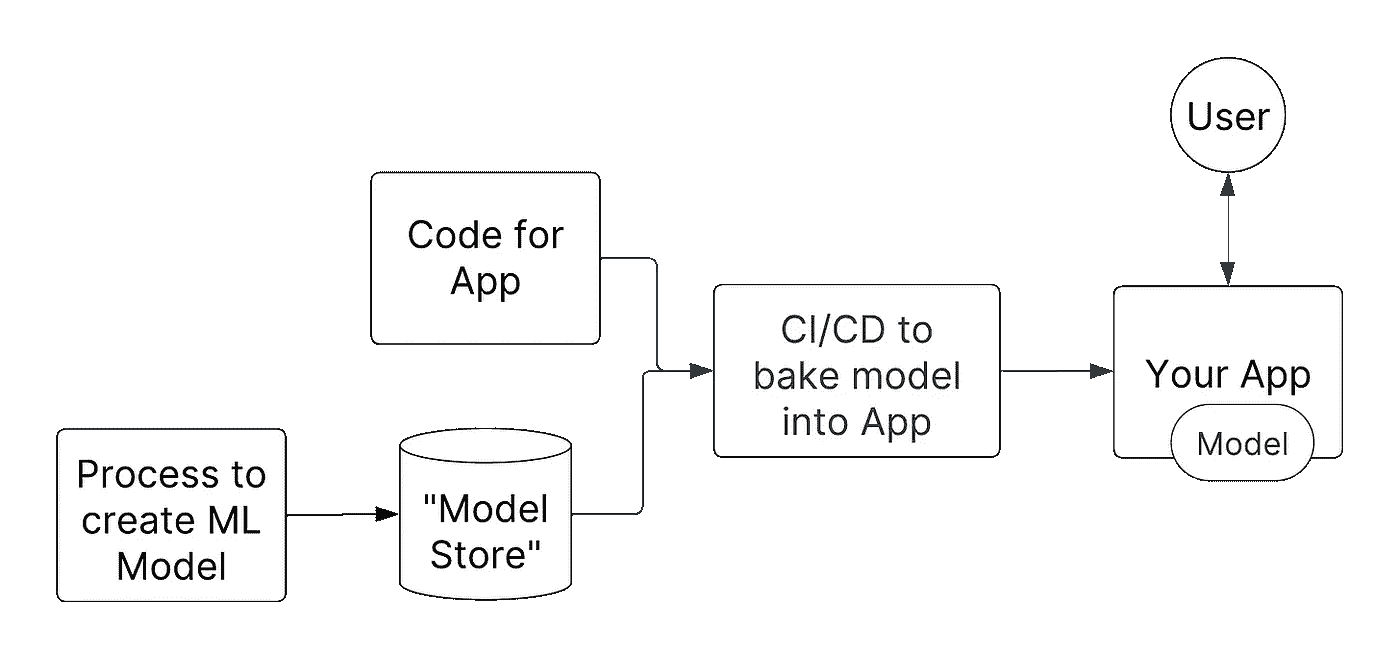 User
Code for
App
CI/CD to
bake model
into App
Your App
Model
Process to
create ML
Model
"Model
Store"